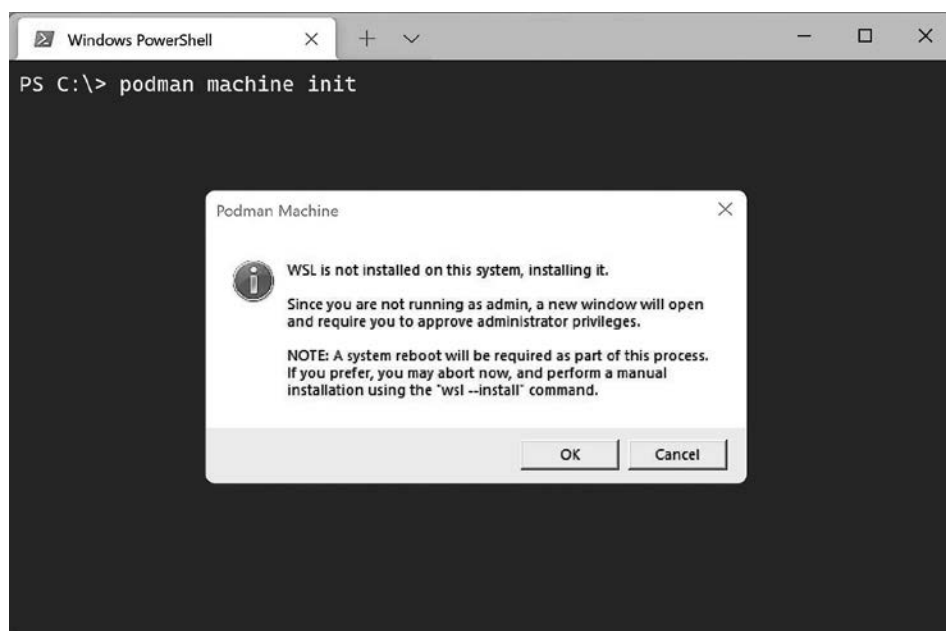 Windows PowerShell
PS C:\> podman machine init
Podman Machine
WSL is not installed on this system, installing it.
Since you are not running as admin, a new window will open
and require you to approve administrator privileges.
NOTE: A system reboot will be required as part of this process.
If you prefer, you may abort now, and perform a manual
installation using the "wsl --install" command.
OK
Cancel